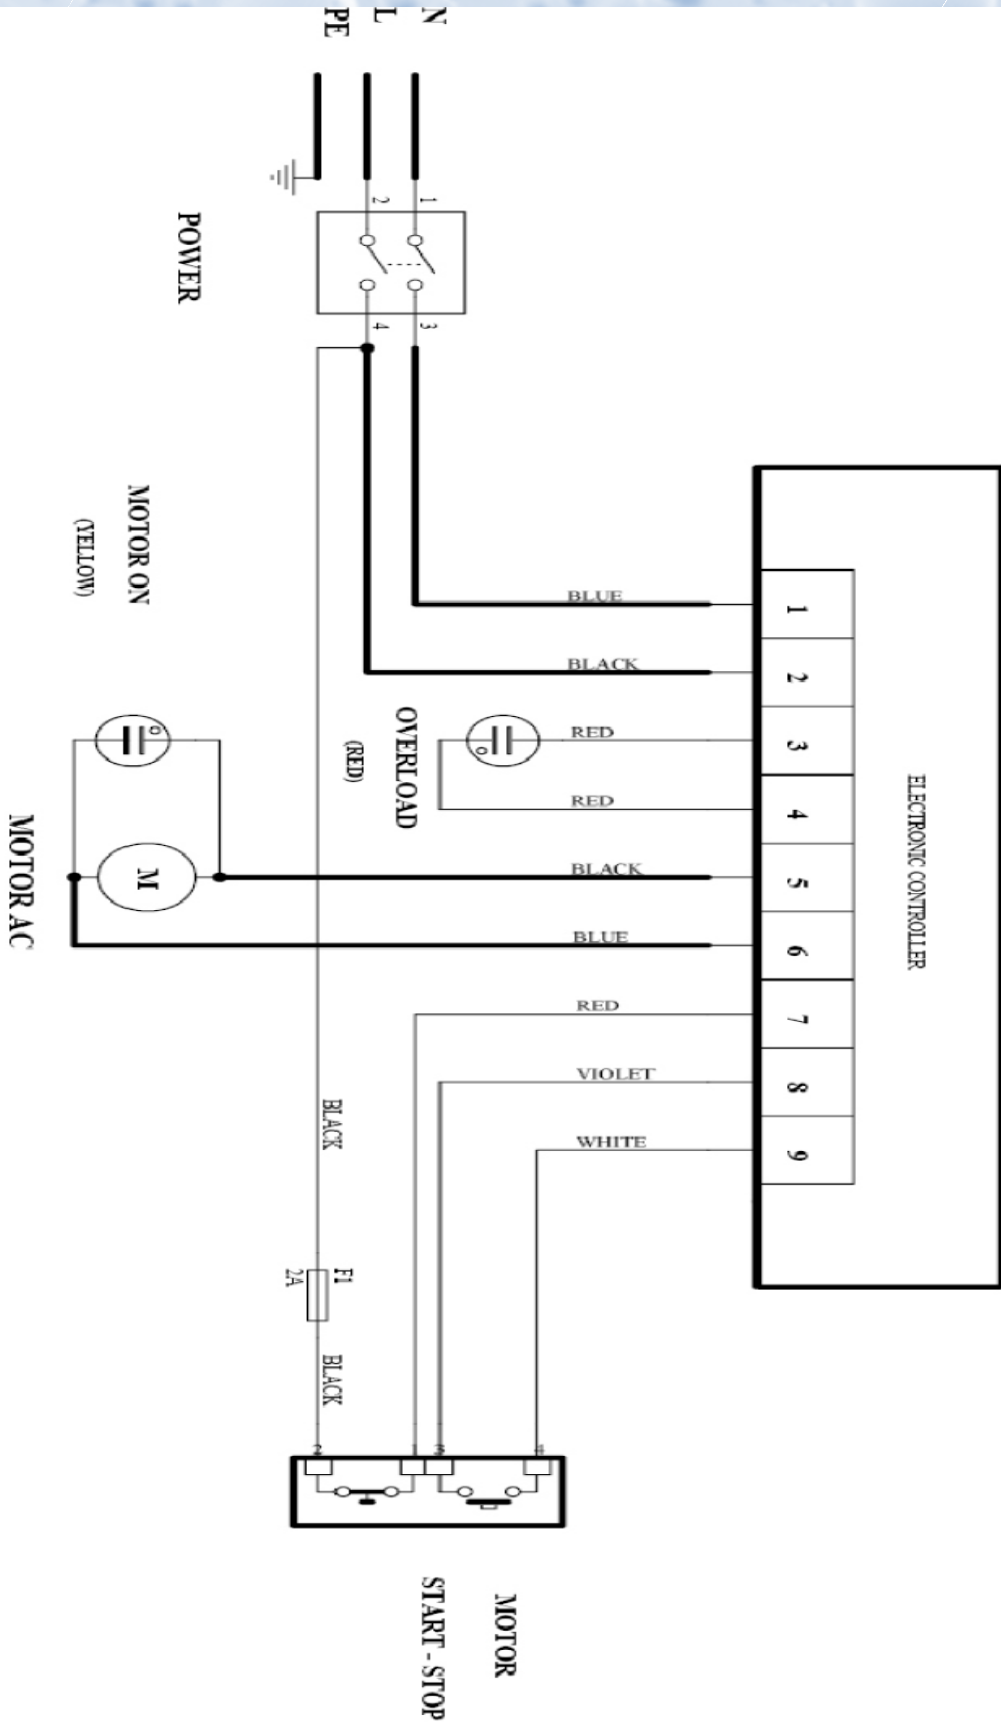 N
L
PE
1
2
3
4
POWER
ELECTRONIC CONTROLLER
1
2
3
4
5
6
7
8
9
BLUE
BLACK
RED
RED
BLACK
BLUE
RED
VIOLET
WHITE
OVERLOAD
(RED)
MOTOR ON
(YELLOW)
M
MOTOR AC
BLACK
F1
2A
BLACK
2
1
3
4
MOTOR
START - STOP